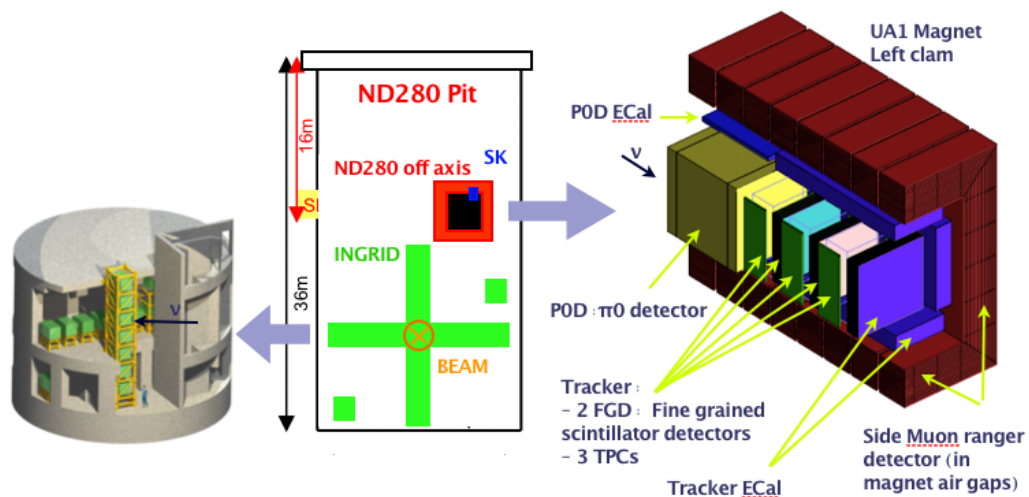 UA1 Magnet
Left clam
ND280 Pit
P0D ECal
16m
SK
ν
ND280 off axis
SI
INGRID
36m
ν
P0D : π0 detector
BEAM
Tracker :
- 2 FGD : Fine grained
scintillator detectors
- 3 TPCs
Side Muon ranger
detector (in
magnet air gaps)
Tracker ECal